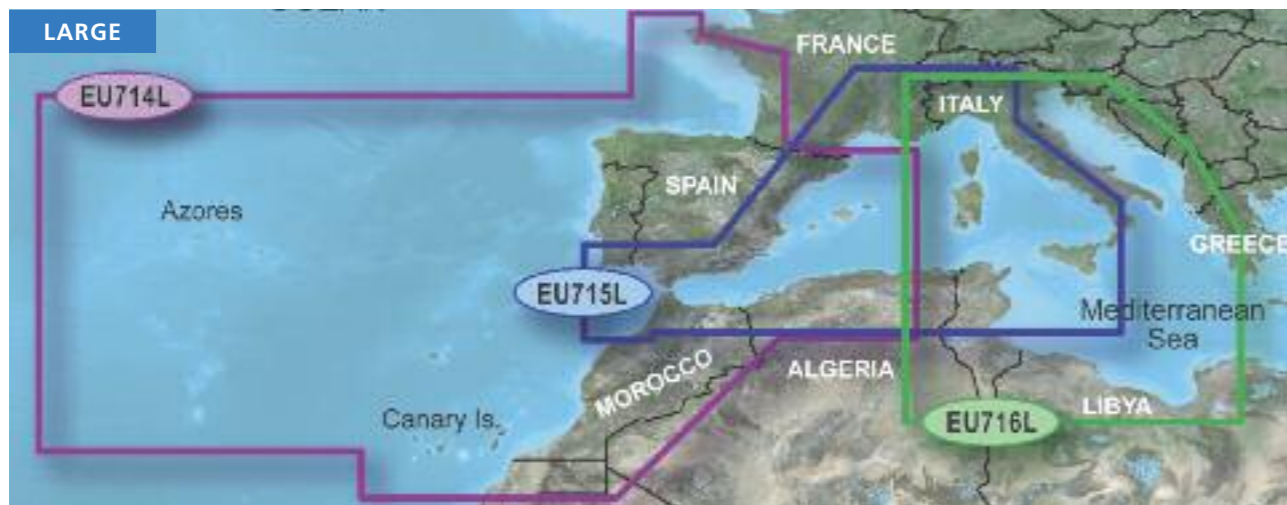 LARGE
FRANCE
EU714L
ITALY
SPAIN
Azores
GREECE
EU715L
Mediterranean
Sea
MOROCCO
ALGERIA
Canary Is.
LIBYA
EU716L